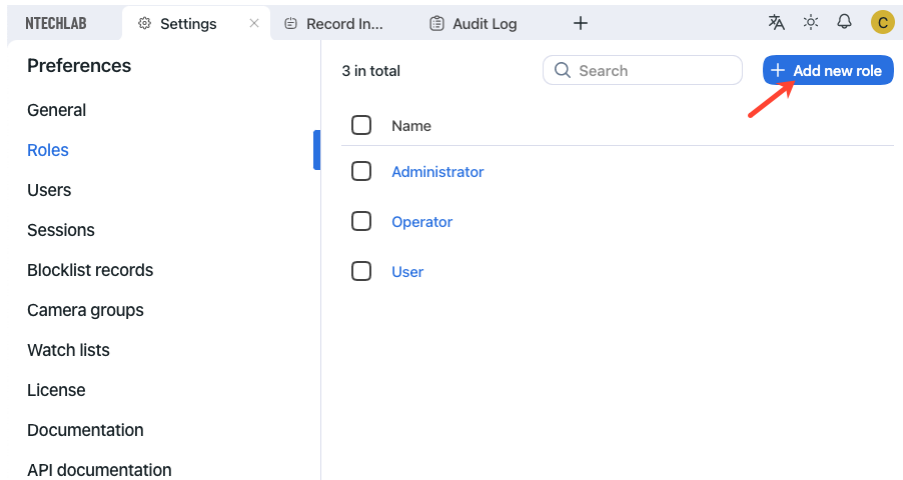 NTECHLAB
Settings
Record In...
Audit Log
C
Preferences
General
Roles
Users
Sessions
Blocklist records
Camera groups
Watch lists
License
Documentation
API documentation
3 in total
Search
Add new role
Name
Administrator
Operator
User